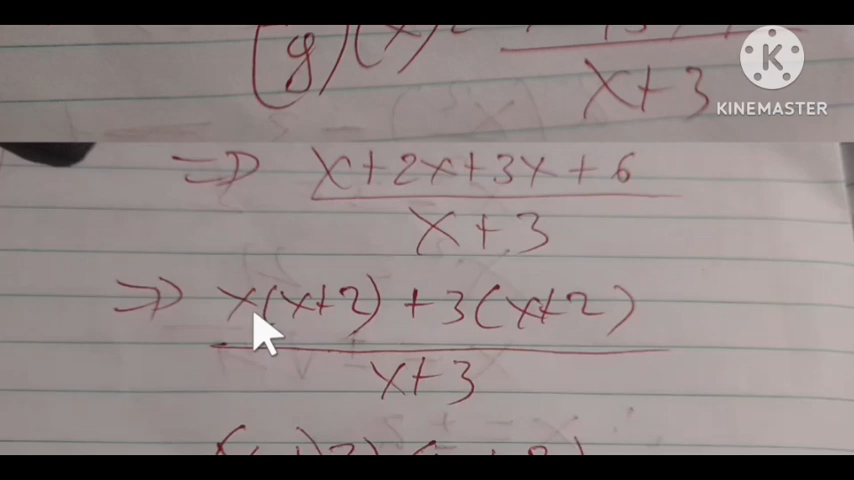 (g)(x)=
x+3
KINEMASTER
=> x+2x+3x+6
x+3
=> x(x+2) +3(x+2)
x+3